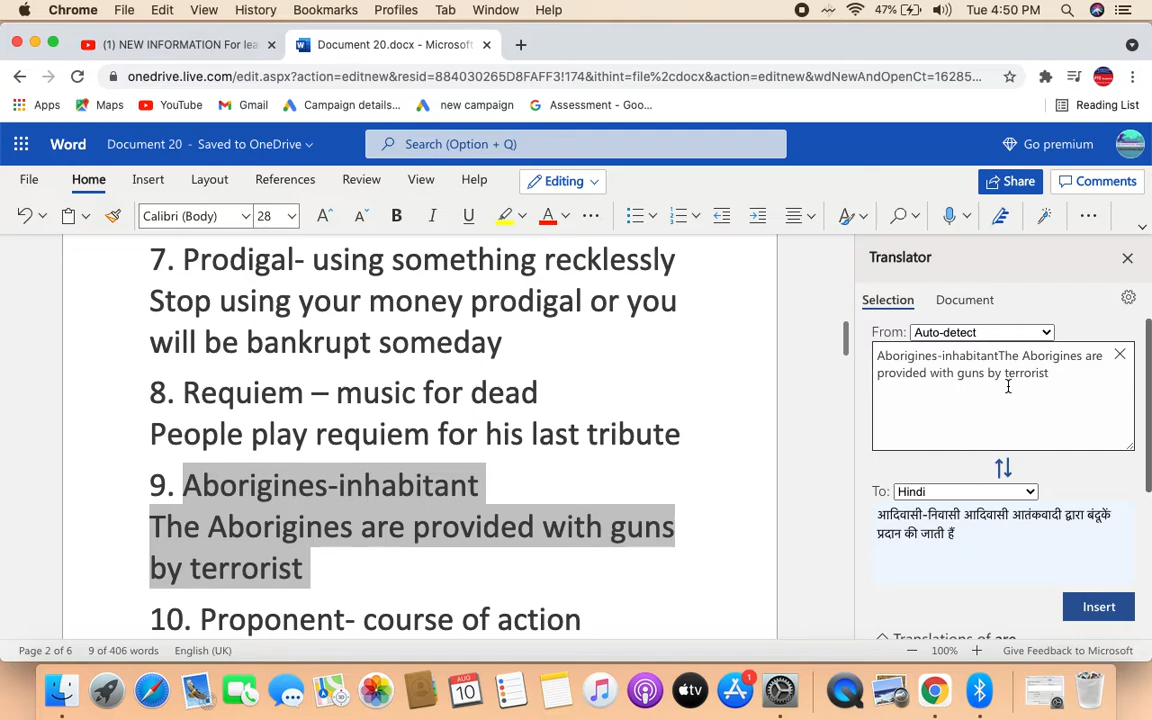 Chrome File Edit View History Bookmarks Profiles Tab Window Help 47% Tue 4:50 PM
(1) NEW INFORMATION For lea Document 20.docx - Microsoft
onedrive.live.com/edit.aspx?action=editnew&resid=884030265D8FAFF3!174&ithint=file%2cdocx&action=editnew&wdNewAndOpenCt=16285...
Apps Maps YouTube Gmail Campaign details... new campaign Assessment - Goo... Reading List
Word Document 20 - Saved to OneDrive Search (Option + Q) Go premium
File Home Insert Layout References Review View Help Editing Share Comments
Calibri (Body) 28
7. Prodigal- using something recklessly
Stop using your money prodigal or you
will be bankrupt someday
8. Requiem – music for dead
People play requiem for his last tribute
9. Aborigines-inhabitant
The Aborigines are provided with guns
by terrorist
10. Proponent- course of action
Translator
Selection Document
From: Auto-detect
Aborigines-inhabitantThe Aborigines are
provided with guns by terrorist
To: Hindi
आदिवासी-निवासी आदिवासी आतंकवादी द्वारा बंदूकें
प्रदान की जाती हैं
Insert
Translations of are
Page 2 of 6 9 of 406 words English (UK) 100% Give Feedback to Microsoft